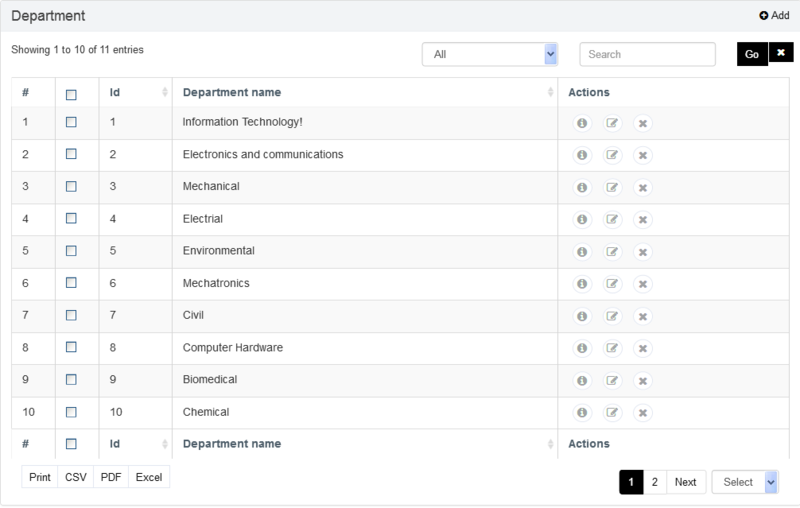 Department Add
Showing 1 to 10 of 11 entries All Search Go
# Id Department name Actions
1 1 Information Technology!
2 2 Electronics and communications
3 3 Mechanical
4 4 Electrial
5 5 Environmental
6 6 Mechatronics
7 7 Civil
8 8 Computer Hardware
9 9 Biomedical
10 10 Chemical
# Id Department name Actions
Print CSV PDF Excel 1 2 Next Select